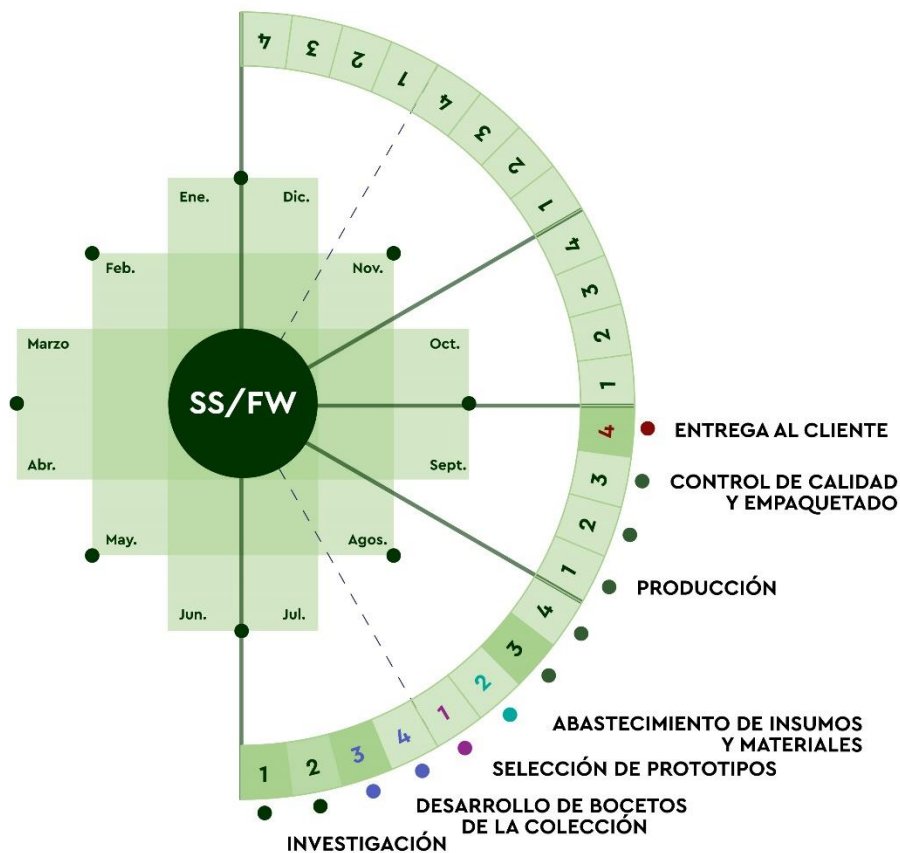 4
3
2
1
4
3
2
1
4
3
2
1
4
3
2
1
4
3
2
1
4
3
2
1
Ene.
Dic.
Feb.
Nov.
Marzo
Oct.
SS/FW
Abr.
Sept.
May.
Agos.
Jun.
Jul.
ENTREGA AL CLIENTE
CONTROL DE CALIDAD
Y EMPAQUETADO
PRODUCCIÓN
ABASTECIMIENTO DE INSUMOS
Y MATERIALES
SELECCIÓN DE PROTOTIPOS
DESARROLLO DE BOCETOS
DE LA COLECCIÓN
INVESTIGACIÓN